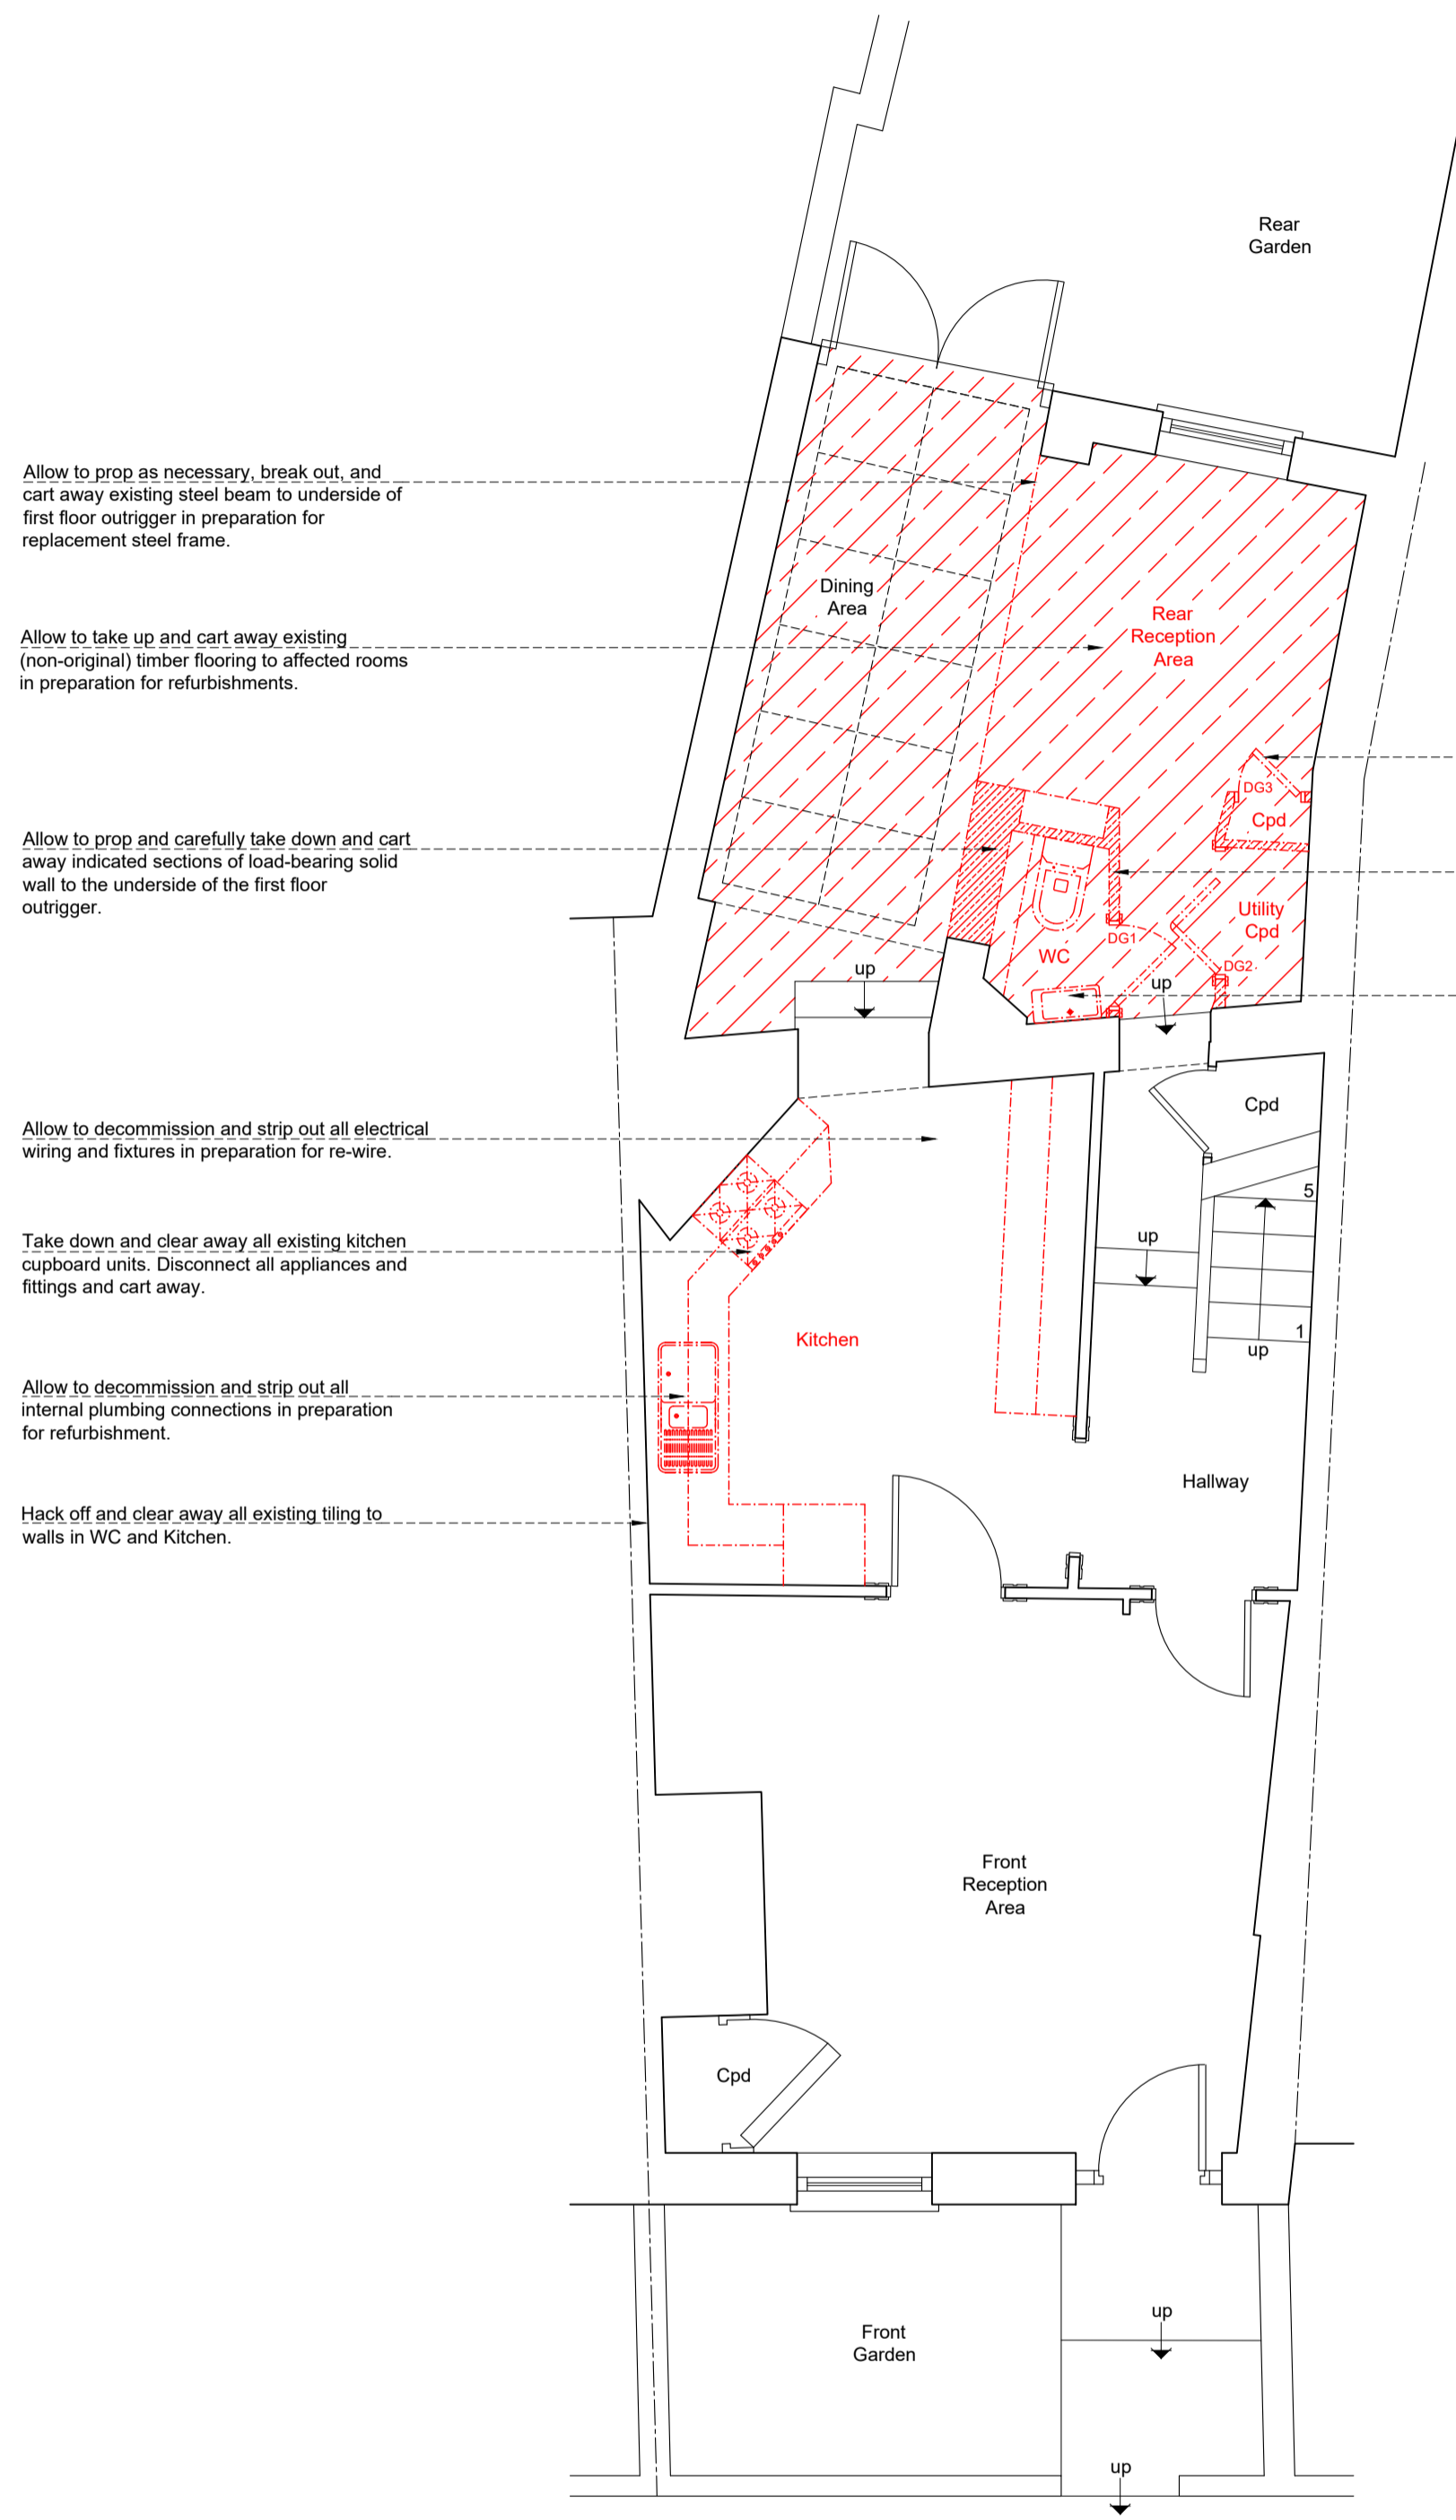 Rear
Garden
Allow to prop as necessary, break out, and
cart away existing steel beam to underside of
first floor outrigger in preparation for
replacement steel frame.
Dining
Area
Rear
Reception
Area
Allow to take up and cart away existing
(non-original) timber flooring to affected rooms
in preparation for refurbishments.
DG3
Cpd
Allow to prop and carefully take down and cart
away indicated sections of load-bearing solid
wall to the underside of the first floor
outrigger.
Utility
Cpd
DG1
WC
DG2
up
up
Cpd
Allow to decommission and strip out all electrical
wiring and fixtures in preparation for re-wire.
5
Take down and clear away all existing kitchen
cupboard units. Disconnect all appliances and
fittings and cart away.
up
Kitchen
1
up
Allow to decommission and strip out all
internal plumbing connections in preparation
for refurbishment.
Hallway
Hack off and clear away all existing tiling to
walls in WC and Kitchen.
Front
Reception
Area
Cpd
Front
Garden
up
up